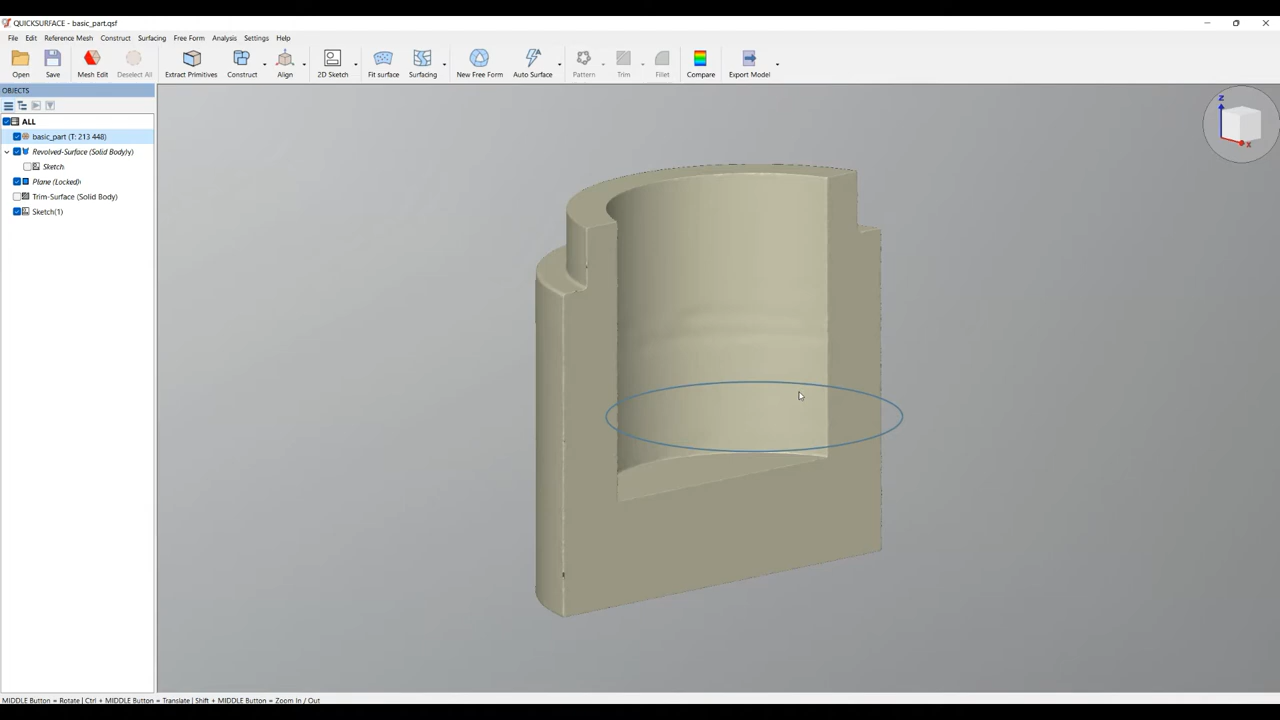 QUICKSURFACE - basic_part.qsf
File Edit Reference Mesh Construct Surfacing Free Form Analysis Settings Help
Open Save Mesh Edit Deselect All Extract Primitives Construct Align 2D Sketch Fit surface Surfacing New Free Form Auto Surface Pattern Trim Fillet Compare Export Model
OBJECTS
ALL
basic_part (T: 213 448)
Revolved-Surface (Solid Body)y)
Sketch
Plane (Locked)
Trim-Surface (Solid Body)
Sketch(1)
Z
X
MIDDLE Button = Rotate | Ctrl + MIDDLE Button = Translate | Shift + MIDDLE Button = Zoom In / Out